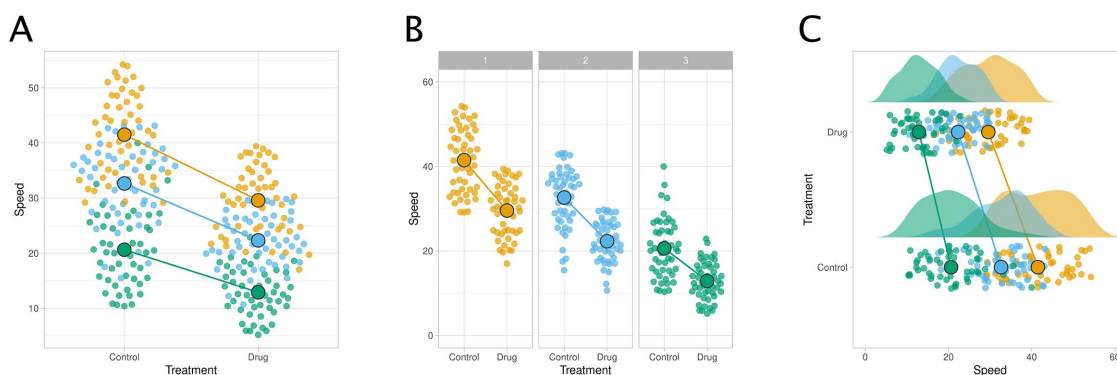 A
Speed
50
40
30
20
10
Control Drug
Treatment
B
1 2 3
Speed
60
40
20
0
Control Drug Control Drug Control Drug
Treatment
C
Treatment
Drug
Control
0 20 40 60
Speed